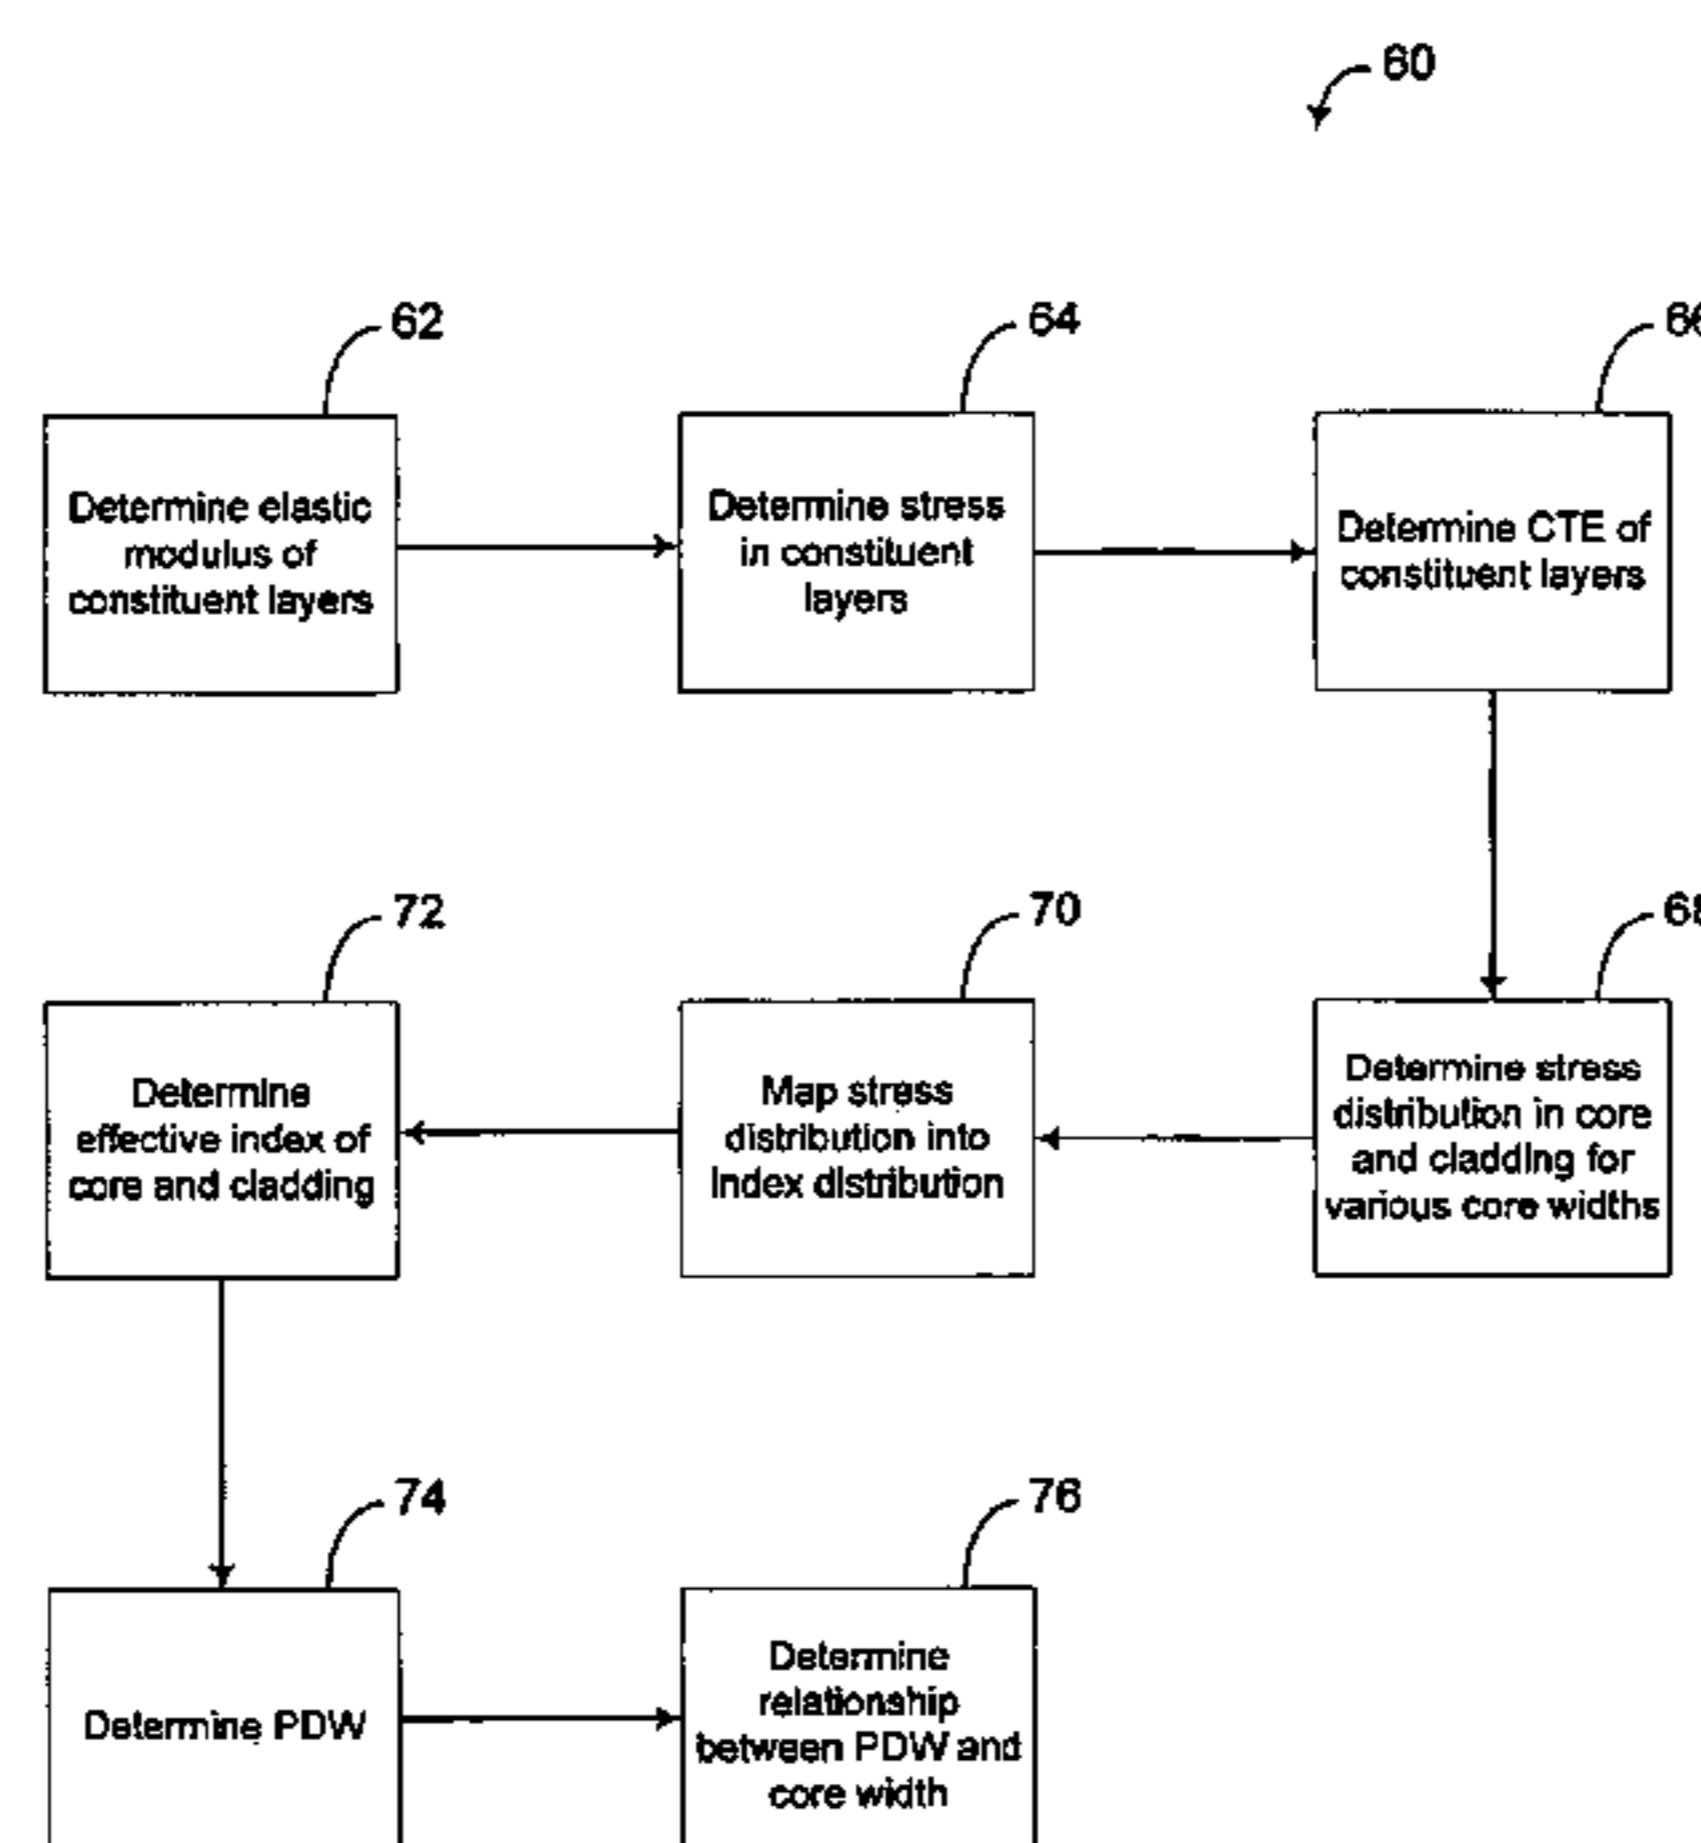 60
62
Determine elastic
modulus of
constituent layers
64
Determine stress
in constituent
layers
66
Determine CTE of
constituent layers
68
Determine stress
distribution in core
and cladding for
various core widths
70
Map stress
distribution into
index distribution
72
Determine
effective index of
core and cladding
74
Determine PDW
76
Determine
relationship
between PDW and
core width